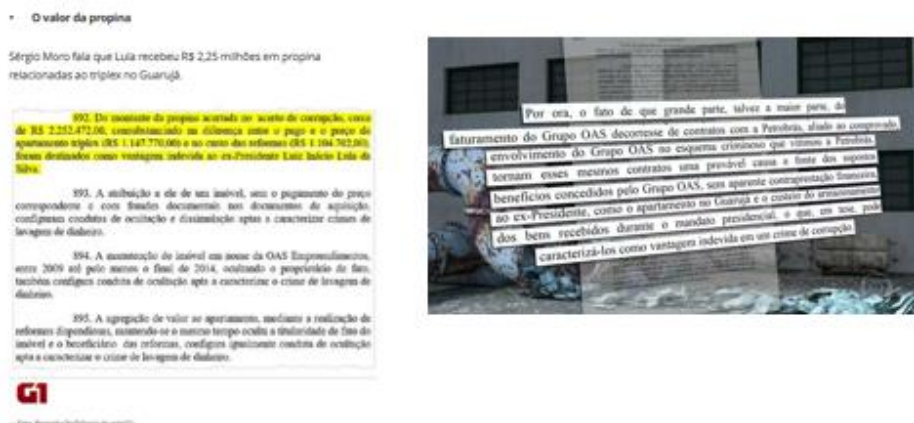 • O valor da propina
Sérgio Moro fala que Lula recebeu R$ 2,25 milhões em propina
relacionadas ao triplex no Guarujá.
892. Do montante da propina acertada no acerto de corrupção, cerca
de R$ 2.252.472,00, consubstanciado na diferença entre o pago e o preço do
apartamento triplex (R$ 1.147.770,00) e no custo das reformas (R$ 1.104.702,00),
foram destinados como vantagem indevida ao ex-Presidente Luiz Inácio Lula da
Silva.
893. A atribuição a ele de um imóvel, sem o pagamento do preço
correspondente e com fraudes documentais nos documentos de aquisição,
configuram condutas de ocultação e dissimulação aptas a caracterizar crimes de
lavagem de dinheiro.
894. A manutenção do imóvel em nome da OAS Empreendimentos,
entre 2009 até pelo menos o final de 2014, ocultando o proprietário de fato,
também configura conduta de ocultação apta a caracterizar o crime de lavagem de
dinheiro.
895. A agregação de valor ao apartamento, mediante a realização de
reformas dispendiosas, mantendo-se o mesmo tempo oculta a titularidade de fato do
imóvel e o beneficiário das reformas, configura igualmente conduta de ocultação
apta a caracterizar o crime de lavagem de dinheiro.
G1
Por ora, o fato de que grande parte, talvez a maior parte, do
faturamento do Grupo OAS decorresse de contratos com a Petrobras, aliado ao comprovado
envolvimento do Grupo OAS no esquema criminoso que vitimou a Petrobras,
tornam esses mesmos contratos uma provável causa e fonte dos supostos
benefícios concedidos pelo Grupo OAS, sem aparente contraprestação financeira,
ao ex-Presidente, como o apartamento no Guarujá e o custeio do armazenamento
dos bens recebidos durante o mandato presidencial, o que, em tese, pode
caracterizá-los como vantagem indevida em um crime de corrupção.